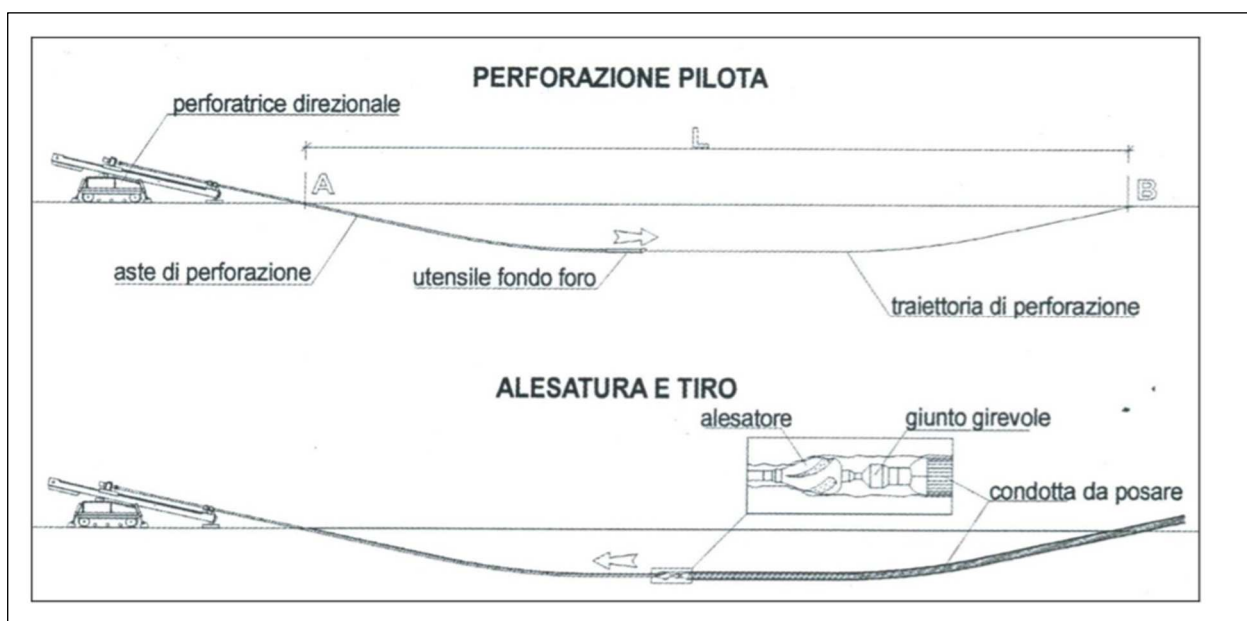 PERFORAZIONE PILOTA
perforatrice direzionale
L
A
B
aste di perforazione
utensile fondo foro
traiettoria di perforazione
ALESATURA E TIRO
alesatore
giunto girevole
condotta da posare